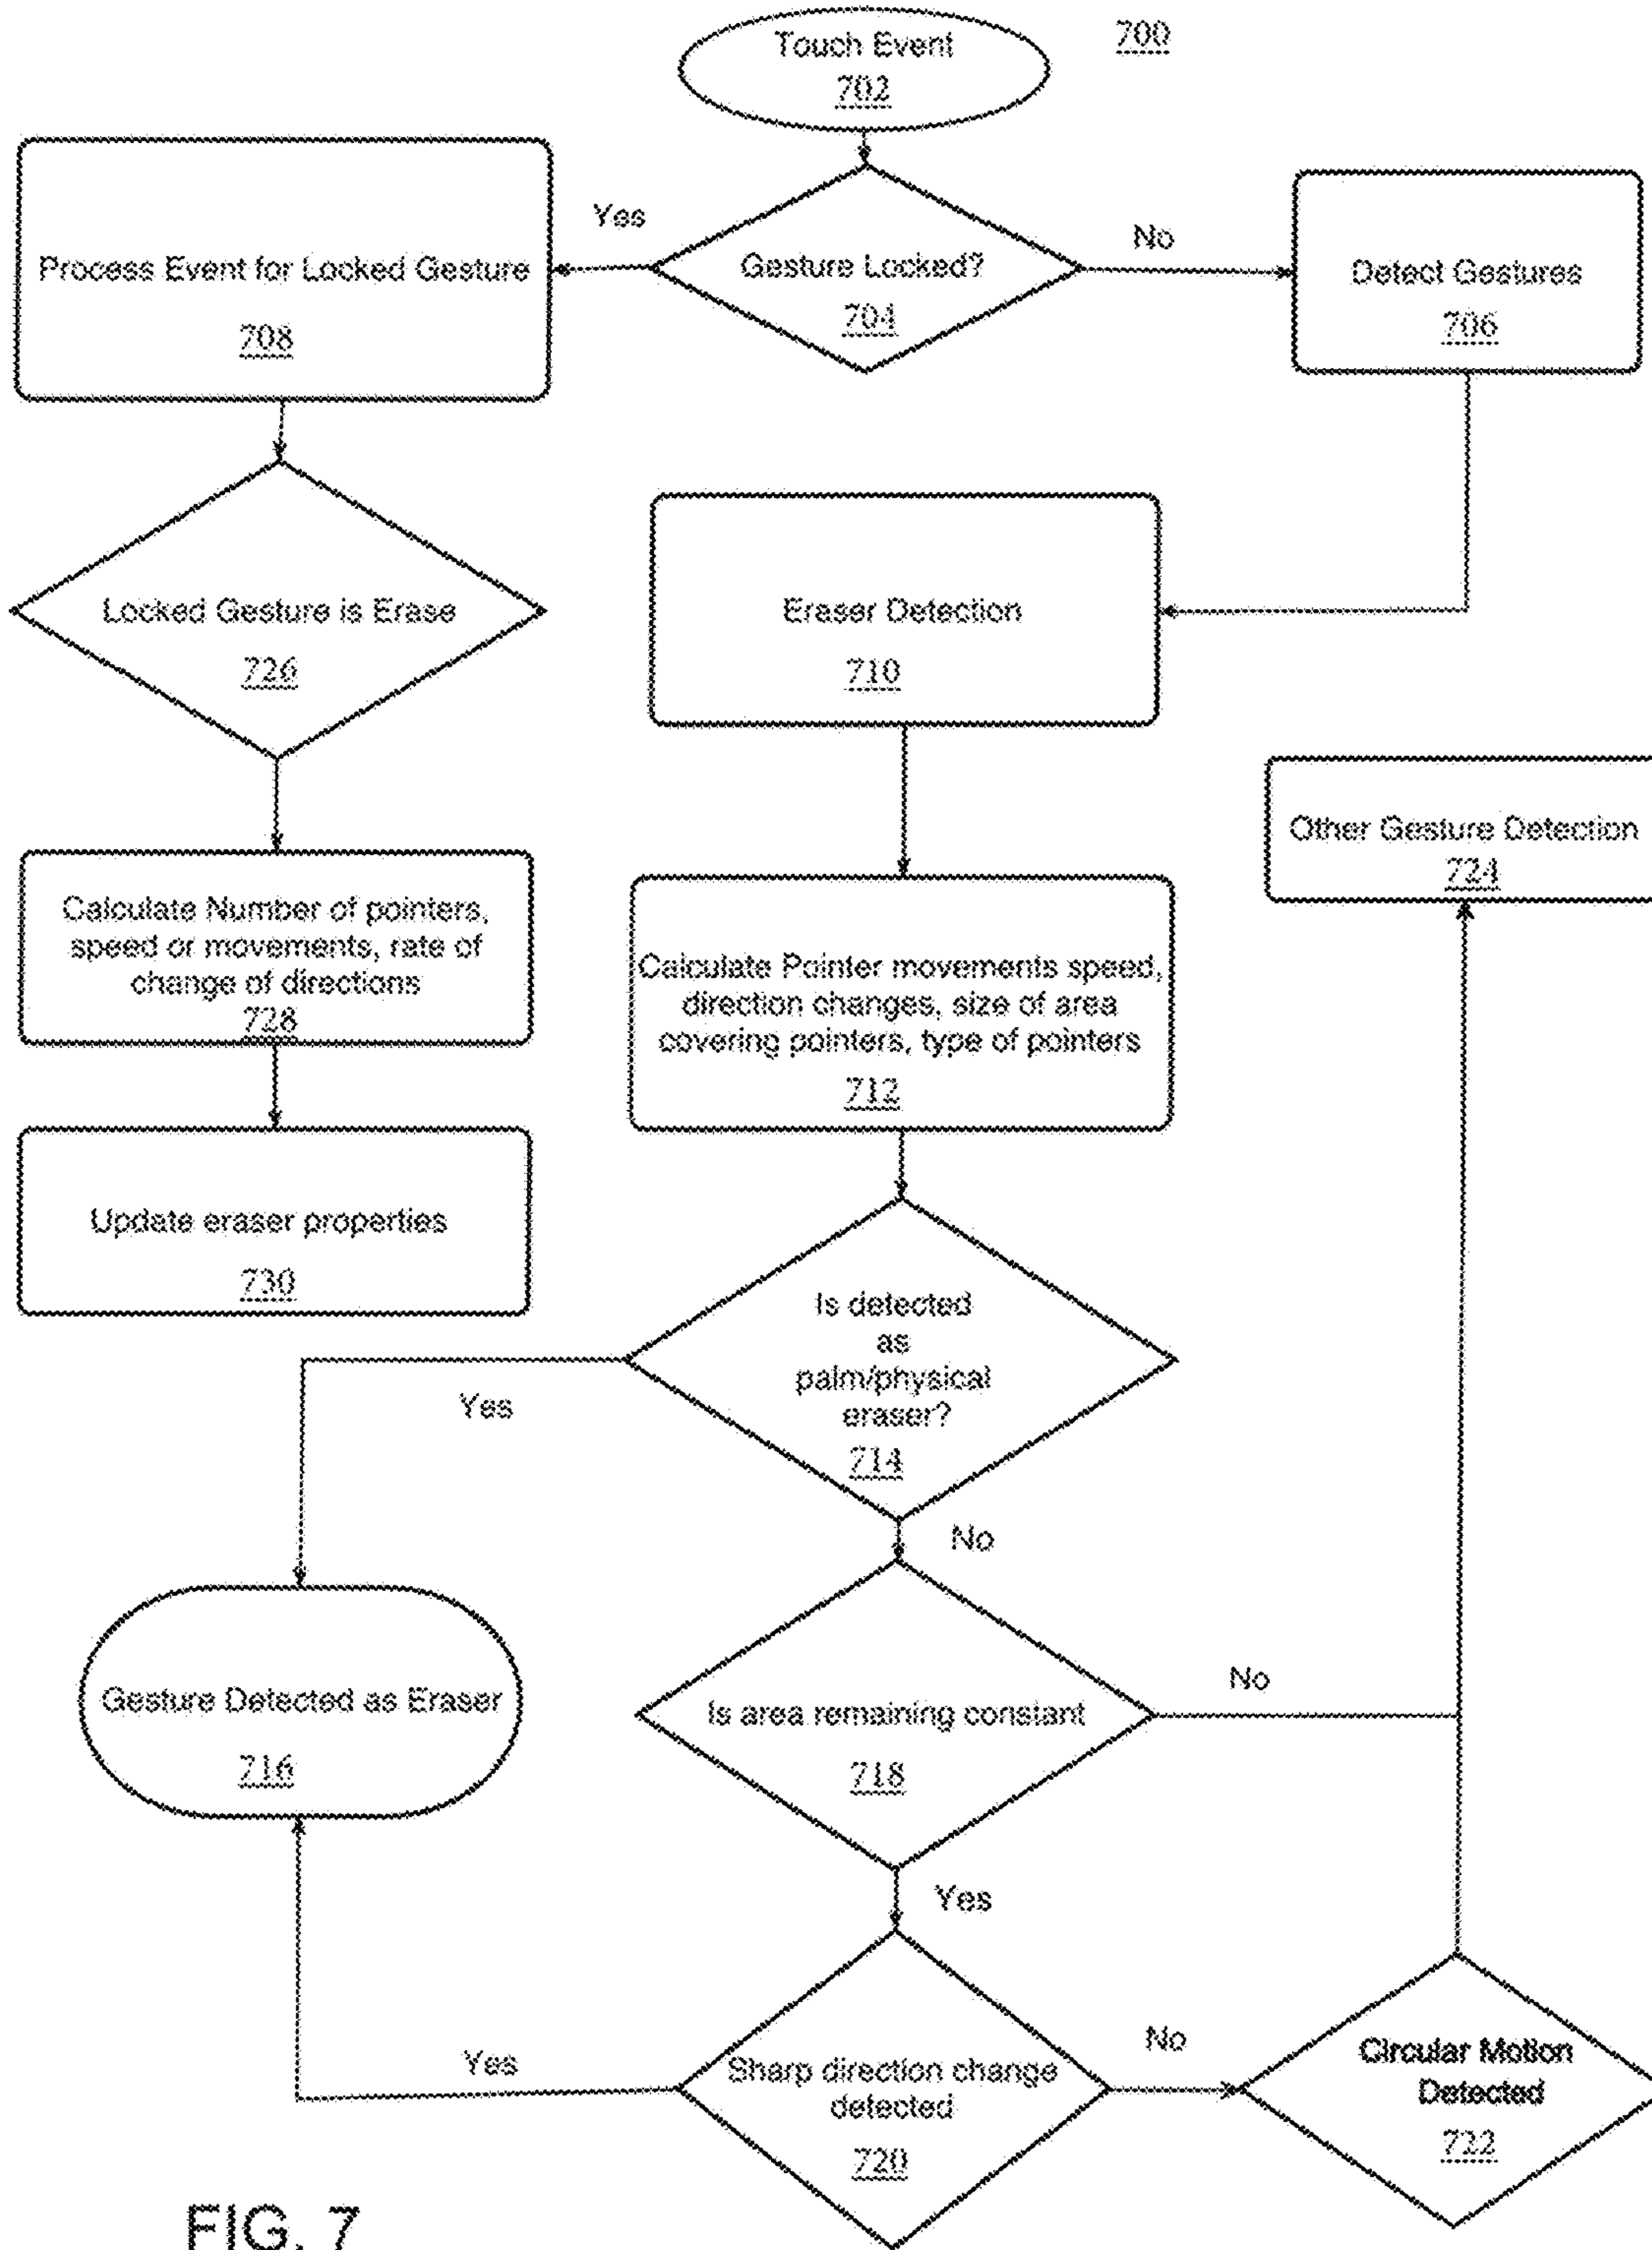 Touch Event
702
700
Yes
No
Process Event for Locked Gesture
708
Gesture Locked?
704
Detect Gestures
706
Locked Gesture is Erase
726
Eraser Detection
710
Other Gesture Detection
724
Calculate Number of pointers,
speed or movements, rate of
change of directions
728
Calculate Pointer movements speed,
direction changes, size of area
covering pointers, type of pointers
712
Update eraser properties
730
Is detected
as
palm/physical
eraser?
714
Yes
No
Gesture Detected as Eraser
716
Is area remaining constant
718
No
Yes
Sharp direction change
detected
720
Yes
No
Circular Motion
Detected
722
FIG. 7